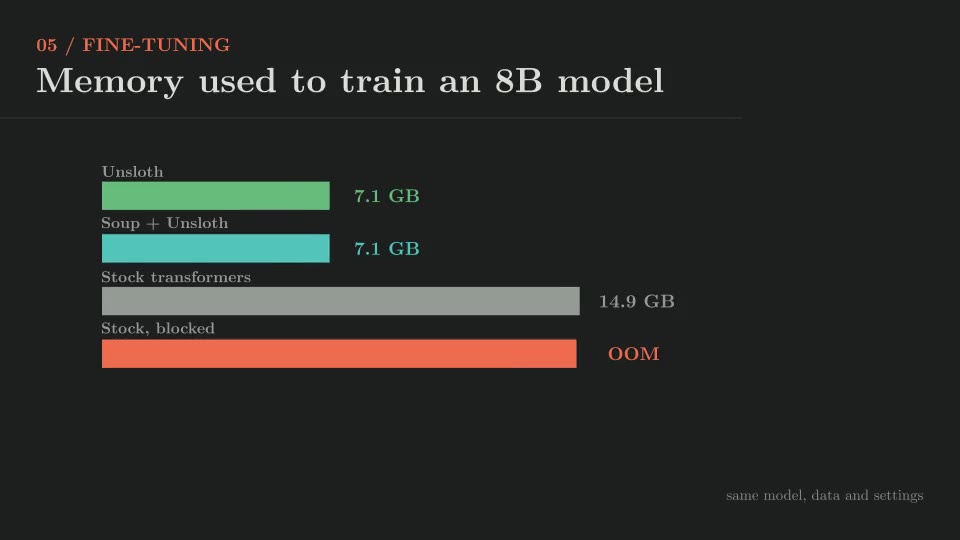 05 / FINE-TUNING
Memory used to train an 8B model
Unsloth
7.1 GB
Soup + Unsloth
7.1 GB
Stock transformers
14.9 GB
Stock, blocked
OOM
same model, data and settings